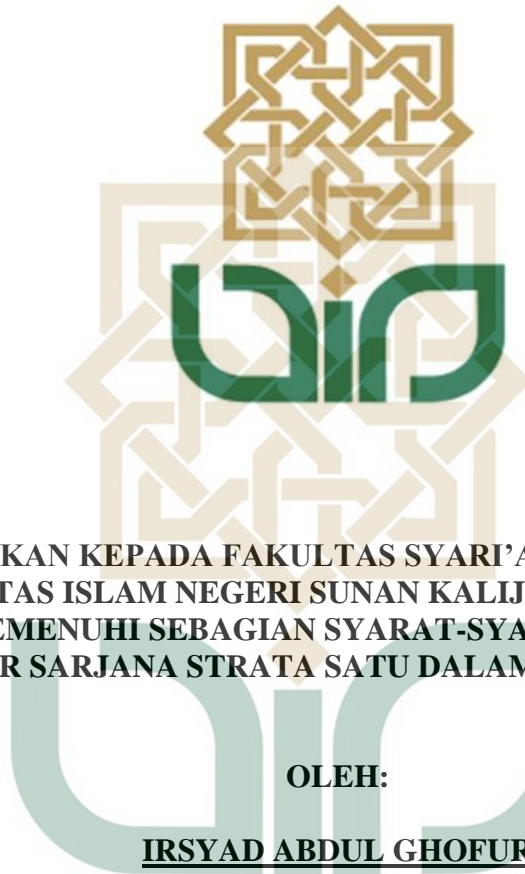 uin
KAN KEPADA FAKULTAS SYARI’A
TAS ISLAM NEGERI SUNAN KALIJ
EMENUHI SEBAGIAN SYARAT-SYA
R SARJANA STRATA SATU DALAM
OLEH:
IRSYAD ABDUL GHOFUR